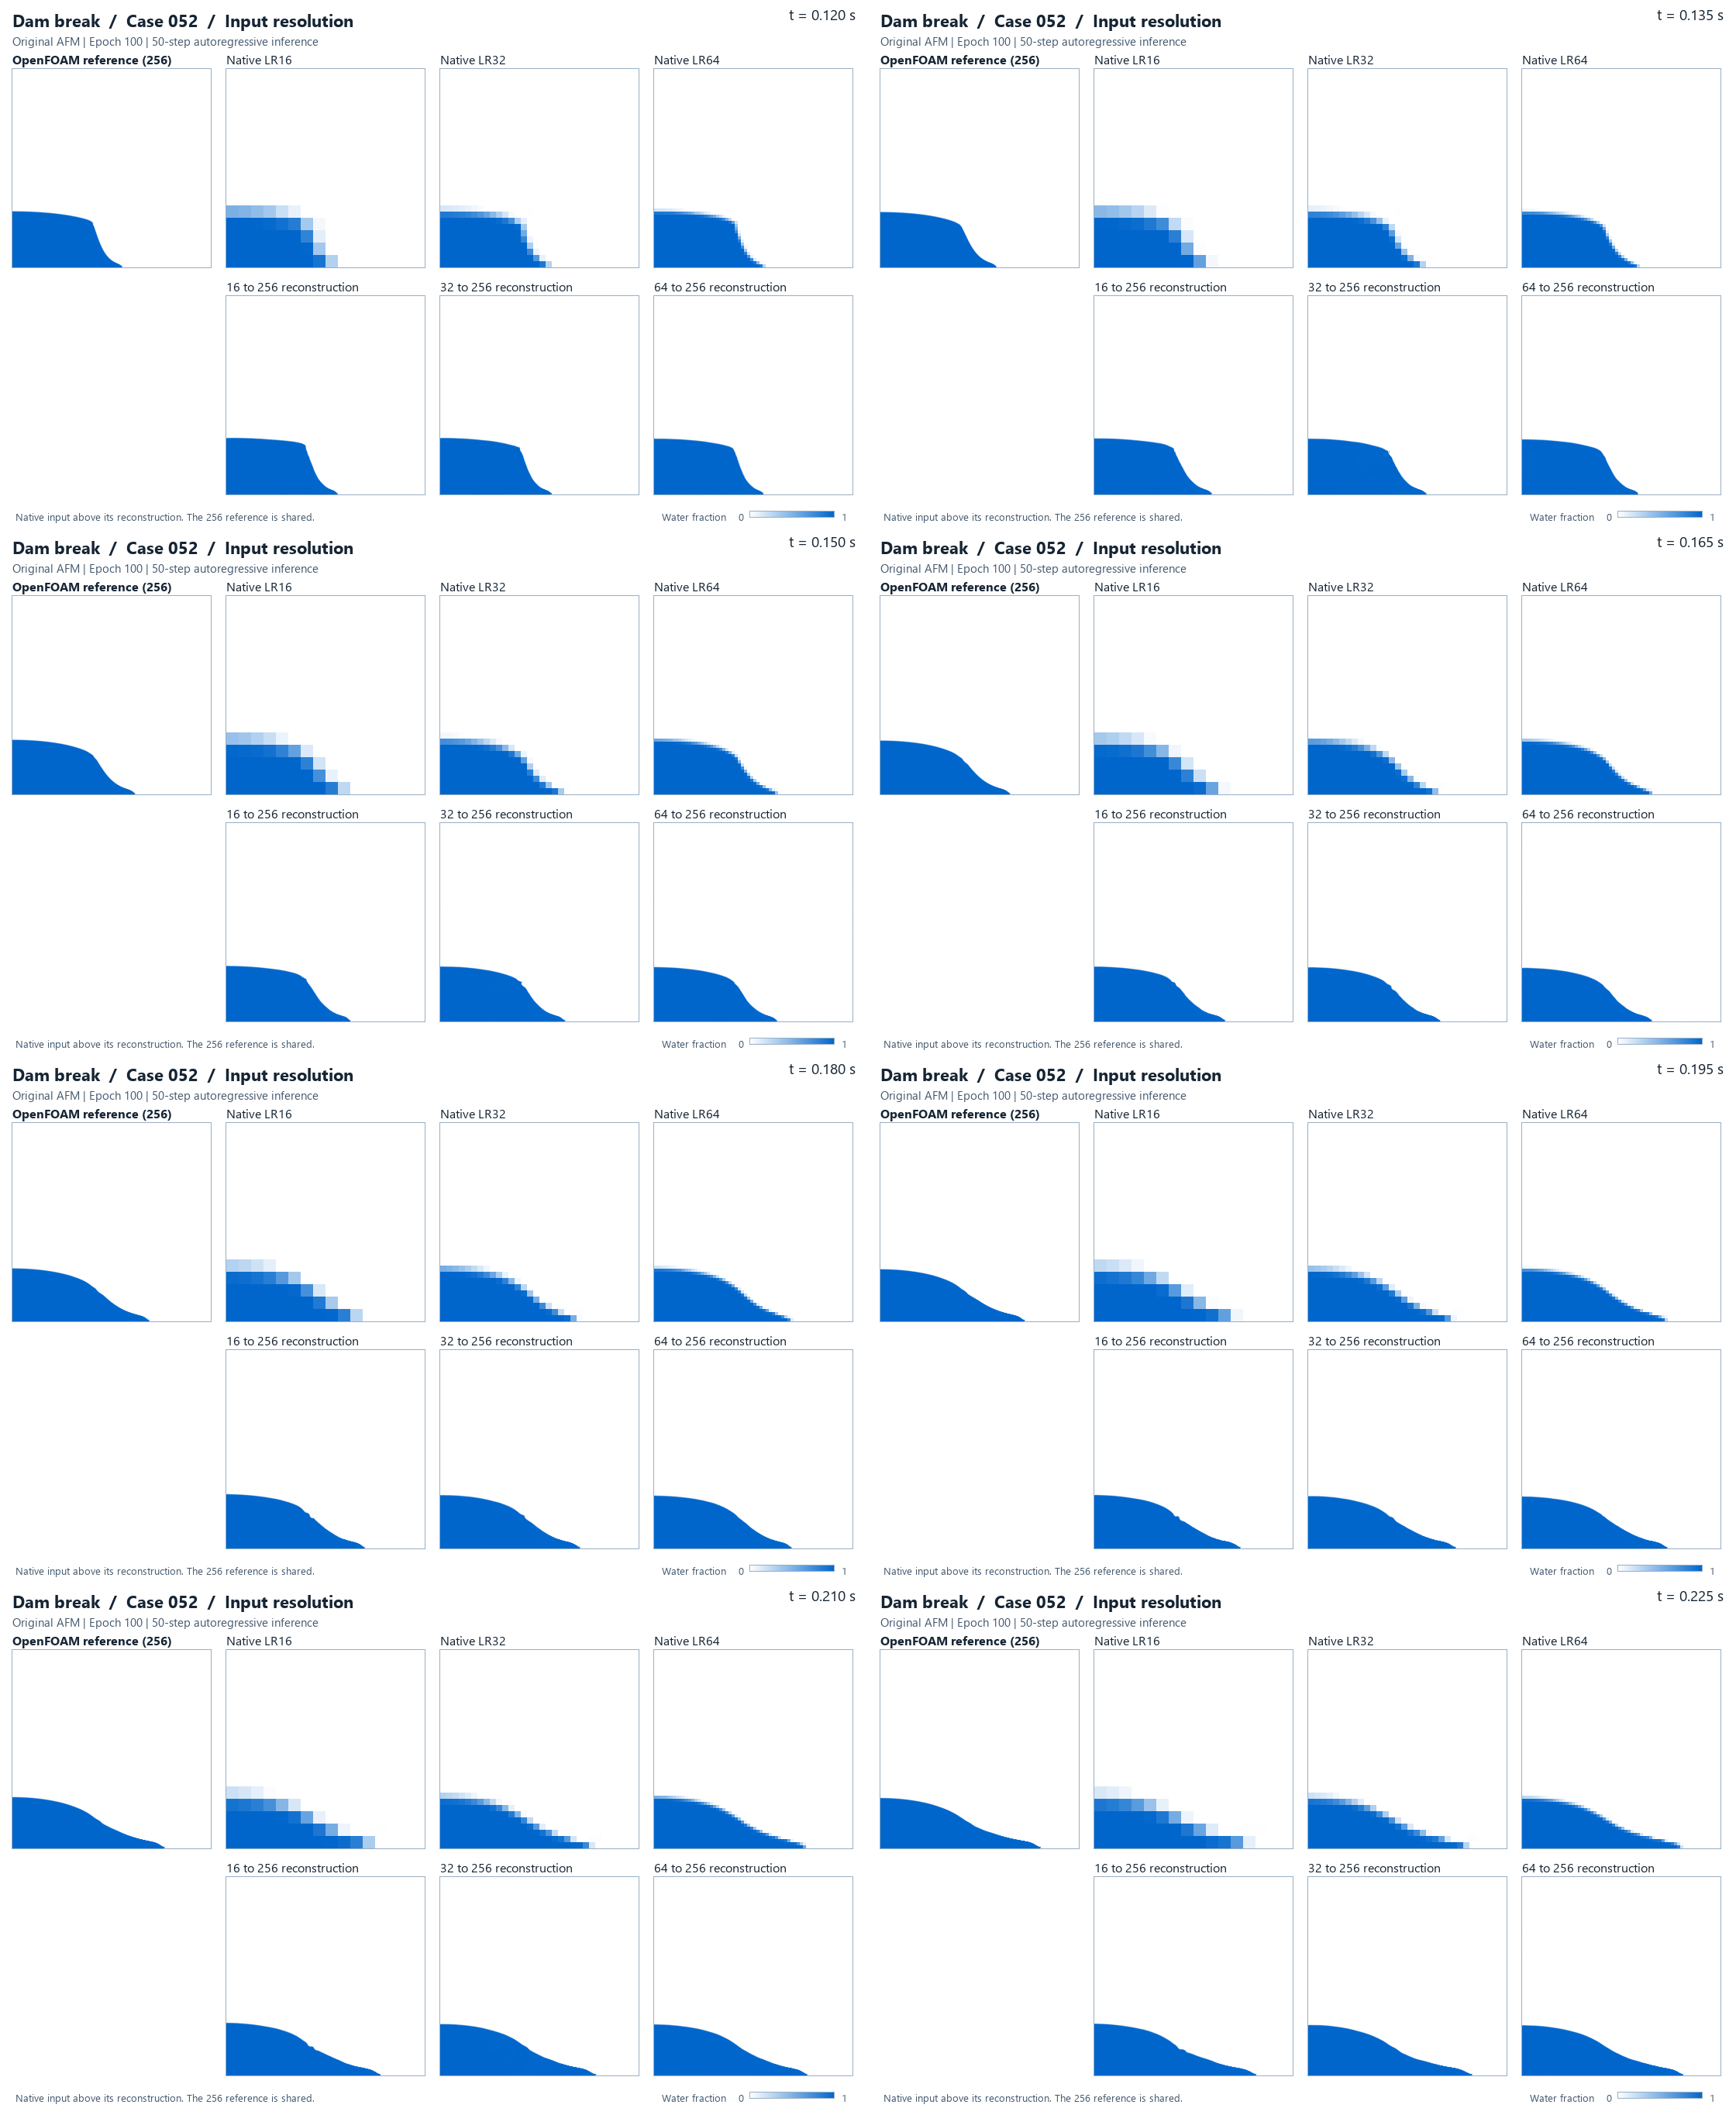 Dam break / Case 052 / Input resolution
t = 0.120 s
Original AFM | Epoch 100 | 50-step autoregressive inference
OpenFOAM reference (256)
Native LR16
Native LR32
Native LR64
16 to 256 reconstruction
32 to 256 reconstruction
64 to 256 reconstruction
Native input above its reconstruction. The 256 reference is shared.
Water fraction 0 1
Dam break / Case 052 / Input resolution
t = 0.135 s
Original AFM | Epoch 100 | 50-step autoregressive inference
OpenFOAM reference (256)
Native LR16
Native LR32
Native LR64
16 to 256 reconstruction
32 to 256 reconstruction
64 to 256 reconstruction
Native input above its reconstruction. The 256 reference is shared.
Water fraction 0 1
Dam break / Case 052 / Input resolution
t = 0.150 s
Original AFM | Epoch 100 | 50-step autoregressive inference
OpenFOAM reference (256)
Native LR16
Native LR32
Native LR64
16 to 256 reconstruction
32 to 256 reconstruction
64 to 256 reconstruction
Native input above its reconstruction. The 256 reference is shared.
Water fraction 0 1
Dam break / Case 052 / Input resolution
t = 0.165 s
Original AFM | Epoch 100 | 50-step autoregressive inference
OpenFOAM reference (256)
Native LR16
Native LR32
Native LR64
16 to 256 reconstruction
32 to 256 reconstruction
64 to 256 reconstruction
Native input above its reconstruction. The 256 reference is shared.
Water fraction 0 1
Dam break / Case 052 / Input resolution
t = 0.180 s
Original AFM | Epoch 100 | 50-step autoregressive inference
OpenFOAM reference (256)
Native LR16
Native LR32
Native LR64
16 to 256 reconstruction
32 to 256 reconstruction
64 to 256 reconstruction
Native input above its reconstruction. The 256 reference is shared.
Water fraction 0 1
Dam break / Case 052 / Input resolution
t = 0.195 s
Original AFM | Epoch 100 | 50-step autoregressive inference
OpenFOAM reference (256)
Native LR16
Native LR32
Native LR64
16 to 256 reconstruction
32 to 256 reconstruction
64 to 256 reconstruction
Native input above its reconstruction. The 256 reference is shared.
Water fraction 0 1
Dam break / Case 052 / Input resolution
t = 0.210 s
Original AFM | Epoch 100 | 50-step autoregressive inference
OpenFOAM reference (256)
Native LR16
Native LR32
Native LR64
16 to 256 reconstruction
32 to 256 reconstruction
64 to 256 reconstruction
Native input above its reconstruction. The 256 reference is shared.
Water fraction 0 1
Dam break / Case 052 / Input resolution
t = 0.225 s
Original AFM | Epoch 100 | 50-step autoregressive inference
OpenFOAM reference (256)
Native LR16
Native LR32
Native LR64
16 to 256 reconstruction
32 to 256 reconstruction
64 to 256 reconstruction
Native input above its reconstruction. The 256 reference is shared.
Water fraction 0 1